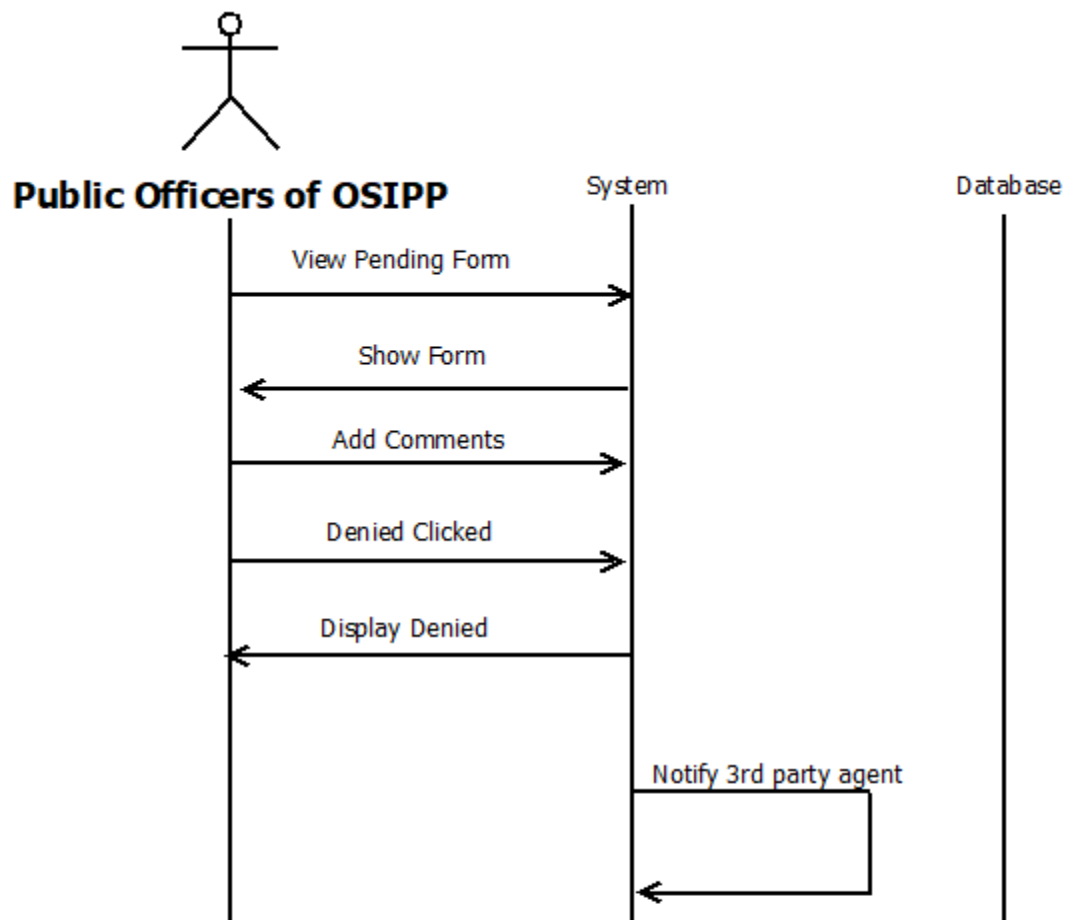 Public Officers of OSIPP
System
Database
View Pending Form
Show Form
Add Comments
Denied Clicked
Display Denied
Notify 3rd party agent